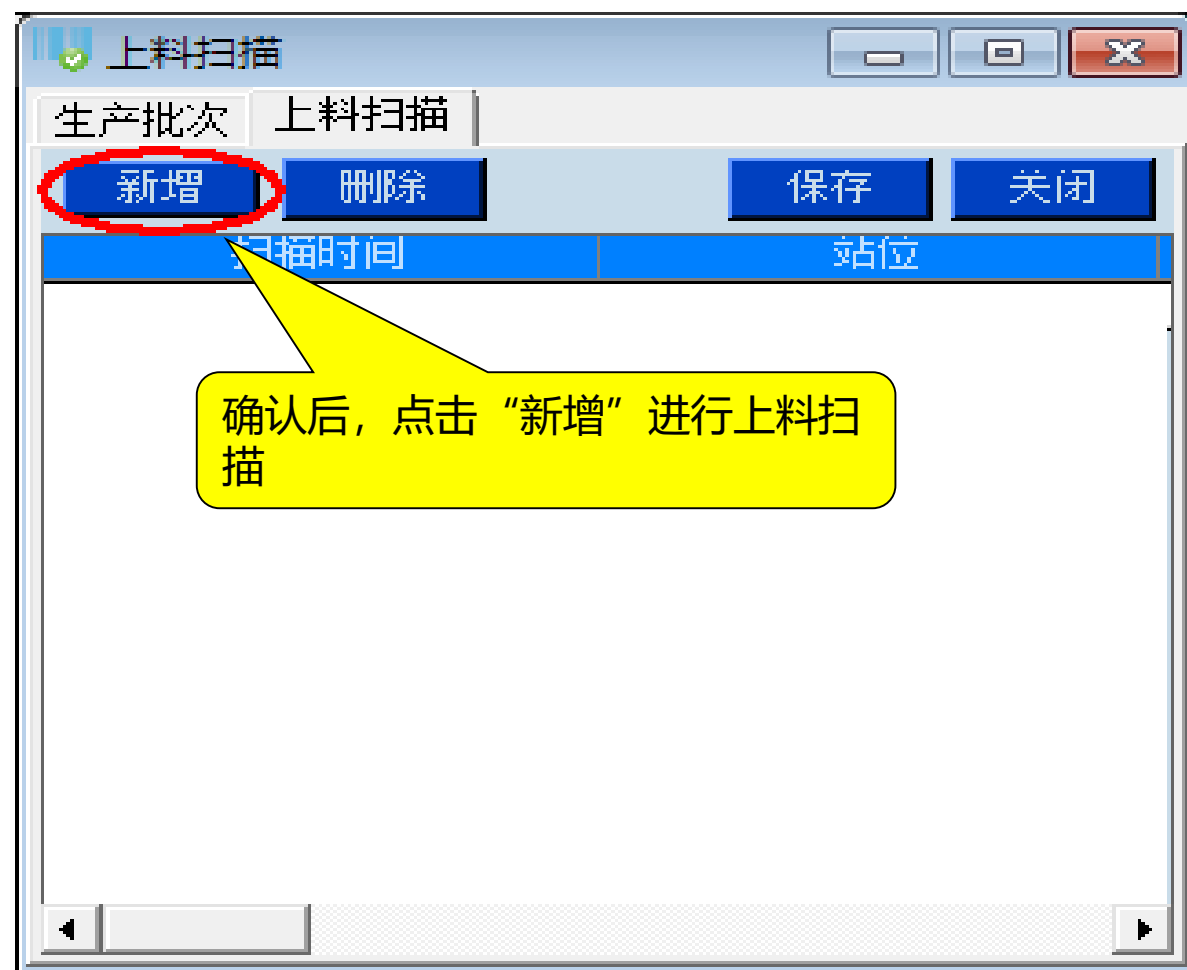 上料扫描
生产批次 上料扫描
新增 删除 保存 关闭
扫描时间 站位
确认后，点击“新增”进行上料扫
描